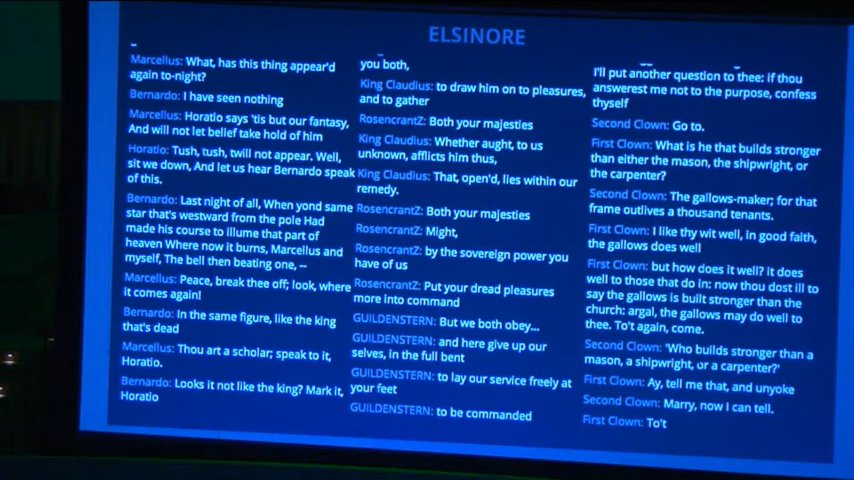 ELSINORE
Marcellus: What, has this thing appear'd
again to-night?
Bernardo: I have seen nothing
Marcellus: Horatio says 'tis but our fantasy,
And will not let belief take hold of him
Horatio: Tush, tush, twill not appear. Well,
sit we down, And let us hear Bernardo speak
of this.
Bernardo: Last night of all, When yond same
star that's westward from the pole Had
made his course to illume that part of
heaven Where now it burns, Marcellus and
myself, The bell then beating one, --
Marcellus: Peace, break thee off; look, where
it comes again!
Bernardo: In the same figure, like the king
that's dead
Marcellus: Thou art a scholar; speak to it,
Horatio.
Bernardo: Looks it not like the king? Mark it,
Horatio
you both,
King Claudius: to draw him on to pleasures,
and to gather
RosencrantZ: Both your majesties
King Claudius: Whether aught, to us
unknown, afflicts him thus,
King Claudius: That, open'd, lies within our
remedy.
RosencrantZ: Both your majesties
RosencrantZ: Might,
RosencrantZ: by the sovereign power you
have of us
RosencrantZ: Put your dread pleasures
more into command
GUILDENSTERN: But we both obey...
GUILDENSTERN: and here give up our
selves, in the full bent
GUILDENSTERN: to lay our service freely at
your feet
GUILDENSTERN: to be commanded
I'll put another question to thee: if thou
answerest me not to the purpose, confess
thyself
Second Clown: Go to.
First Clown: What is he that builds stronger
than either the mason, the shipwright, or
the carpenter?
Second Clown: The gallows-maker; for that
frame outlives a thousand tenants.
First Clown: I like thy wit well, in good faith,
the gallows does well
First Clown: but how does it well? it does
well to those that do in: now thou dost ill to
say the gallows is built stronger than the
church: argal, the gallows may do well to
thee. To't again, come.
Second Clown: 'Who builds stronger than a
mason, a shipwright, or a carpenter?'
First Clown: Ay, tell me that, and unyoke
Second Clown: Marry, now I can tell.
First Clown: To't